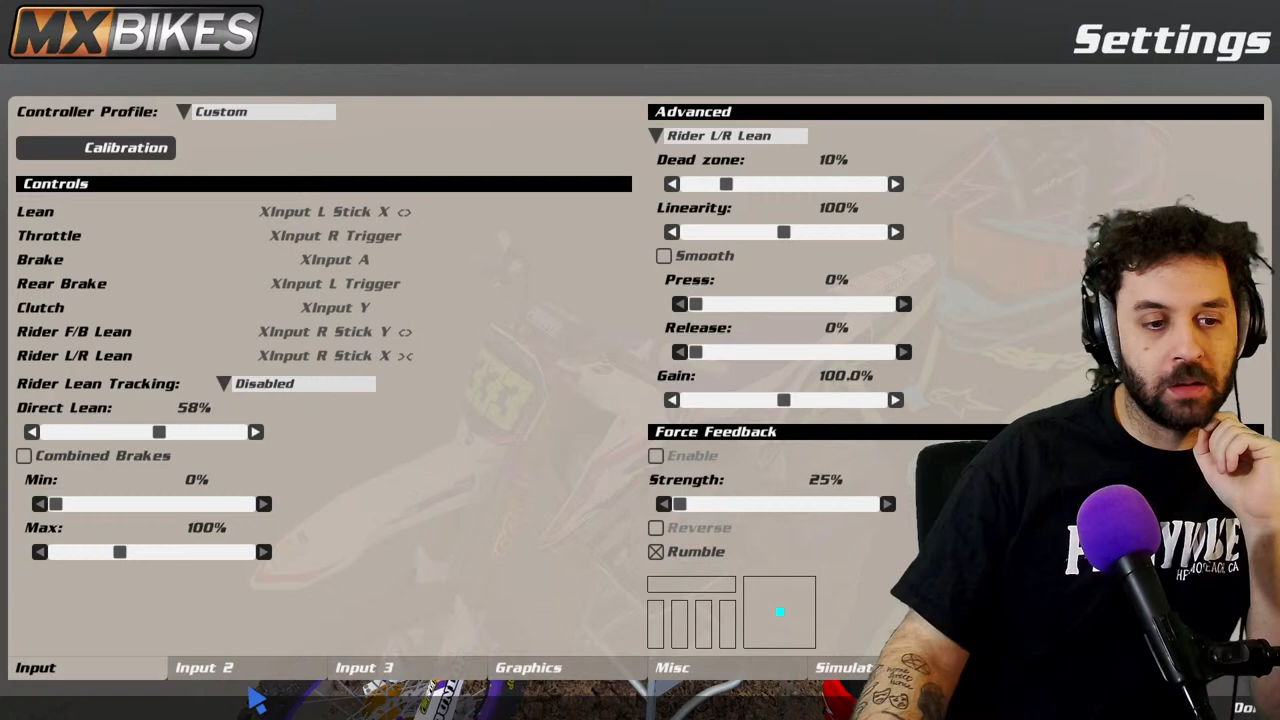 MXBIKES
Settings
Controller Profile: Custom
Calibration
Controls
Lean XInput L Stick X <>
Throttle XInput R Trigger
Brake XInput A
Rear Brake XInput L Trigger
Clutch XInput Y
Rider F/B Lean XInput R Stick Y <>
Rider L/R Lean XInput R Stick X ><
Rider Lean Tracking: Disabled
Direct Lean: 58%
Combined Brakes
Min: 0%
Max: 100%
Advanced
Rider L/R Lean
Dead zone: 10%
Linearity: 100%
Smooth
Press: 0%
Release: 0%
Gain: 100.0%
Force Feedback
Enable
Strength: 25%
Reverse
Rumble
Input Input 2 Input 3 Graphics Misc